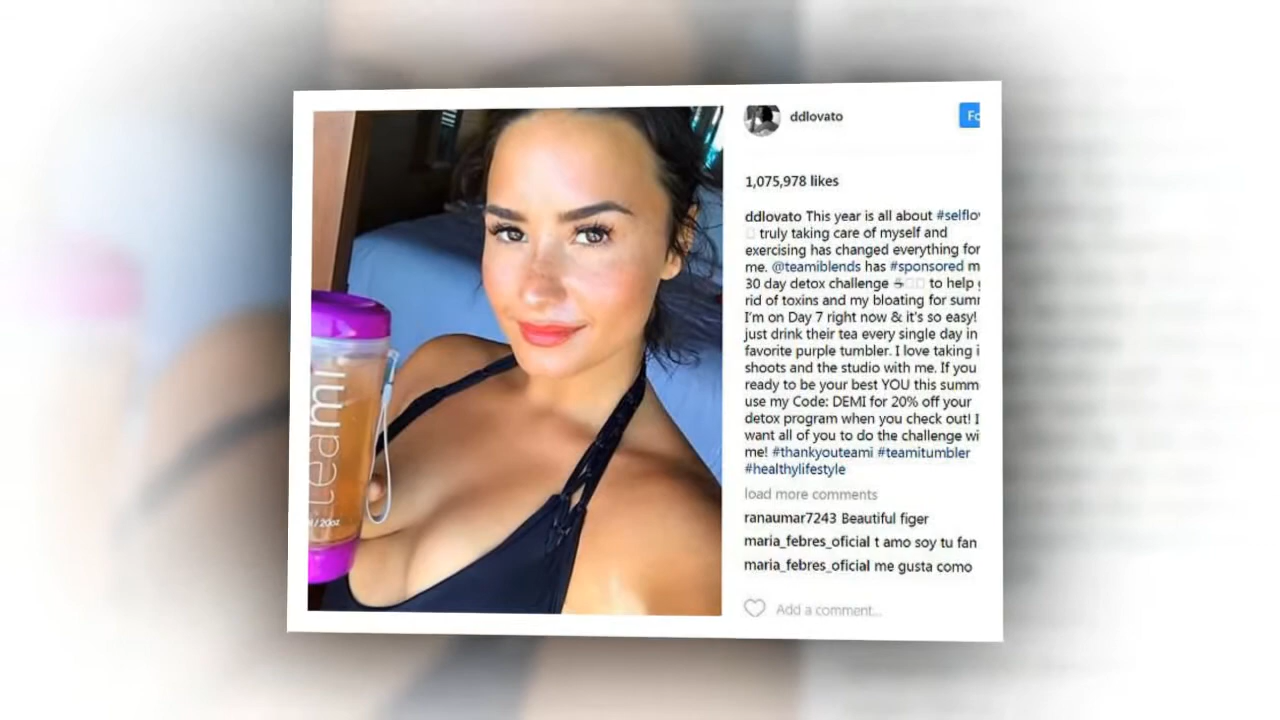 teami.
/ 20oz
ddlovato
Fo
1,075,978 likes
ddlovato This year is all about #selflo
truly taking care of myself and
exercising has changed everything for
me. @teamiblends has #sponsored m
30 day detox challenge to help
rid of toxins and my bloating for sum
I'm on Day 7 right now & it's so easy!
just drink their tea every single day in
favorite purple tumbler. I love taking i
shoots and the studio with me. If you
ready to be your best YOU this summ
use my Code: DEMI for 20% off your
detox program when you check out! I
want all of you to do the challenge wi
me! #thankyouteami #teamitumbler
#healthylifestyle
load more comments
ranaumar7243 Beautiful figer
maria_febres_oficial t amo soy tu fan
maria_febres_oficial me gusta como
Add a comment...